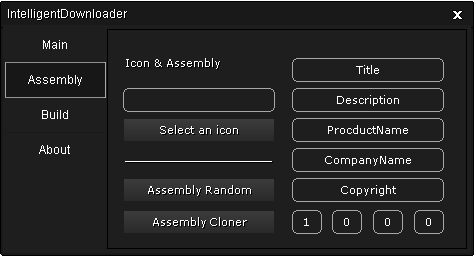 IntelligentDownloader
x
Main
Assembly
Build
About
Icon & Assembly
Select an icon
Assembly Random
Assembly Cloner
Title
Description
ProcductName
CompanyName
Copyright
1 0 0 0